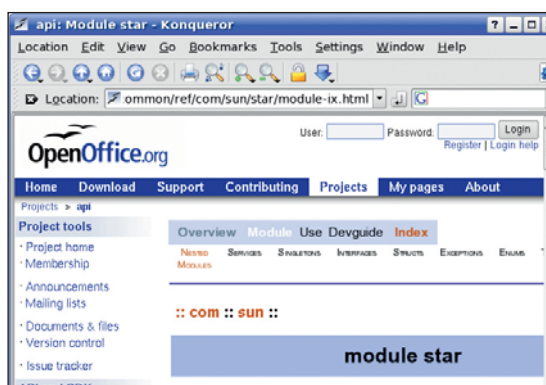 api: Module star - Konqueror
Location Edit View Go Bookmarks Tools Settings Window Help
Location: ommon/ref/com/sun/star/module-ix.html
OpenOffice.org
User: Password: Login
Register | Login help
Home Download Support Contributing Projects My pages About
Projects > api
Project tools
· Project home
· Membership
· Announcements
· Mailing lists
· Documents & files
· Version control
· Issue tracker
Overview Module Use Devguide Index
Nested Modules Services Singletons Interfaces Structs Exceptions Enums
:: com :: sun ::
module star